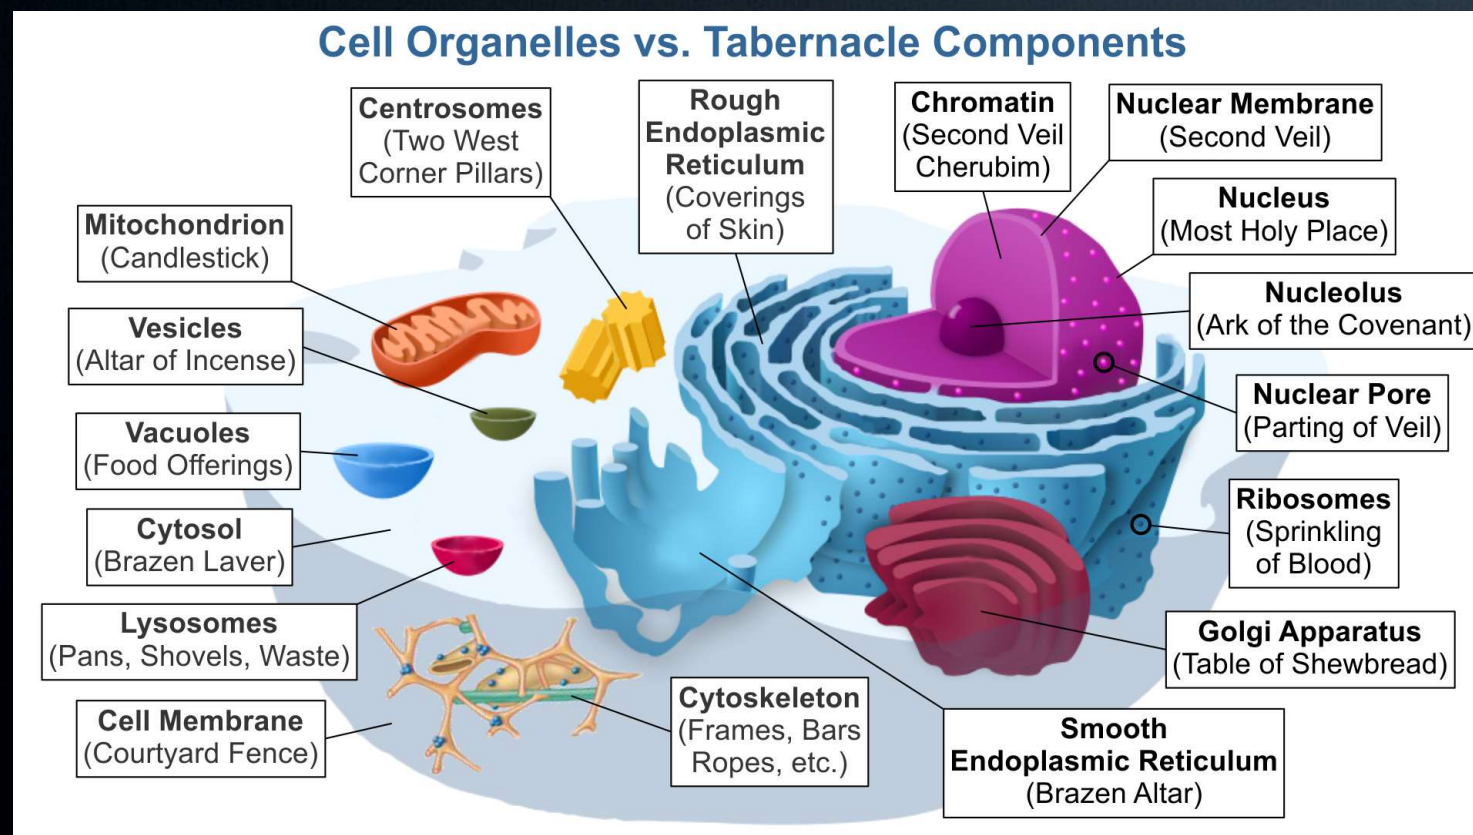 Cell Organelles vs. Tabernacle Components
Centrosomes
(Two West
Corner Pillars)
Rough
Endoplasmic
Reticulum
(Coverings
of Skin)
Chromatin
(Second Veil
Cherubim)
Nuclear Membrane
(Second Veil)
Mitochondrion
(Candlestick)
Nucleus
(Most Holy Place)
Vesicles
(Altar of Incense)
Nucleolus
(Ark of the Covenant)
Vacuoles
(Food Offerings)
Nuclear Pore
(Parting of Veil)
Cytosol
(Brazen Laver)
Ribosomes
(Sprinkling
of Blood)
Lysosomes
(Pans, Shovels, Waste)
Golgi Apparatus
(Table of Shewbread)
Cell Membrane
(Courtyard Fence)
Cytoskeleton
(Frames, Bars
Ropes, etc.)
Smooth
Endoplasmic Reticulum
(Brazen Altar)